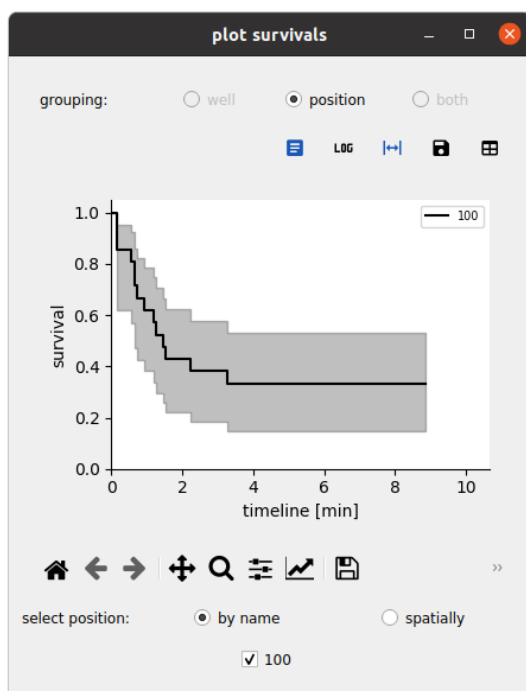 plot survivals
grouping: well position both
LOG
100
1.0
0.8
0.6
0.4
0.2
0.0
survival
0 2 4 6 8 10
timeline [min]
select position: by name spatially
100